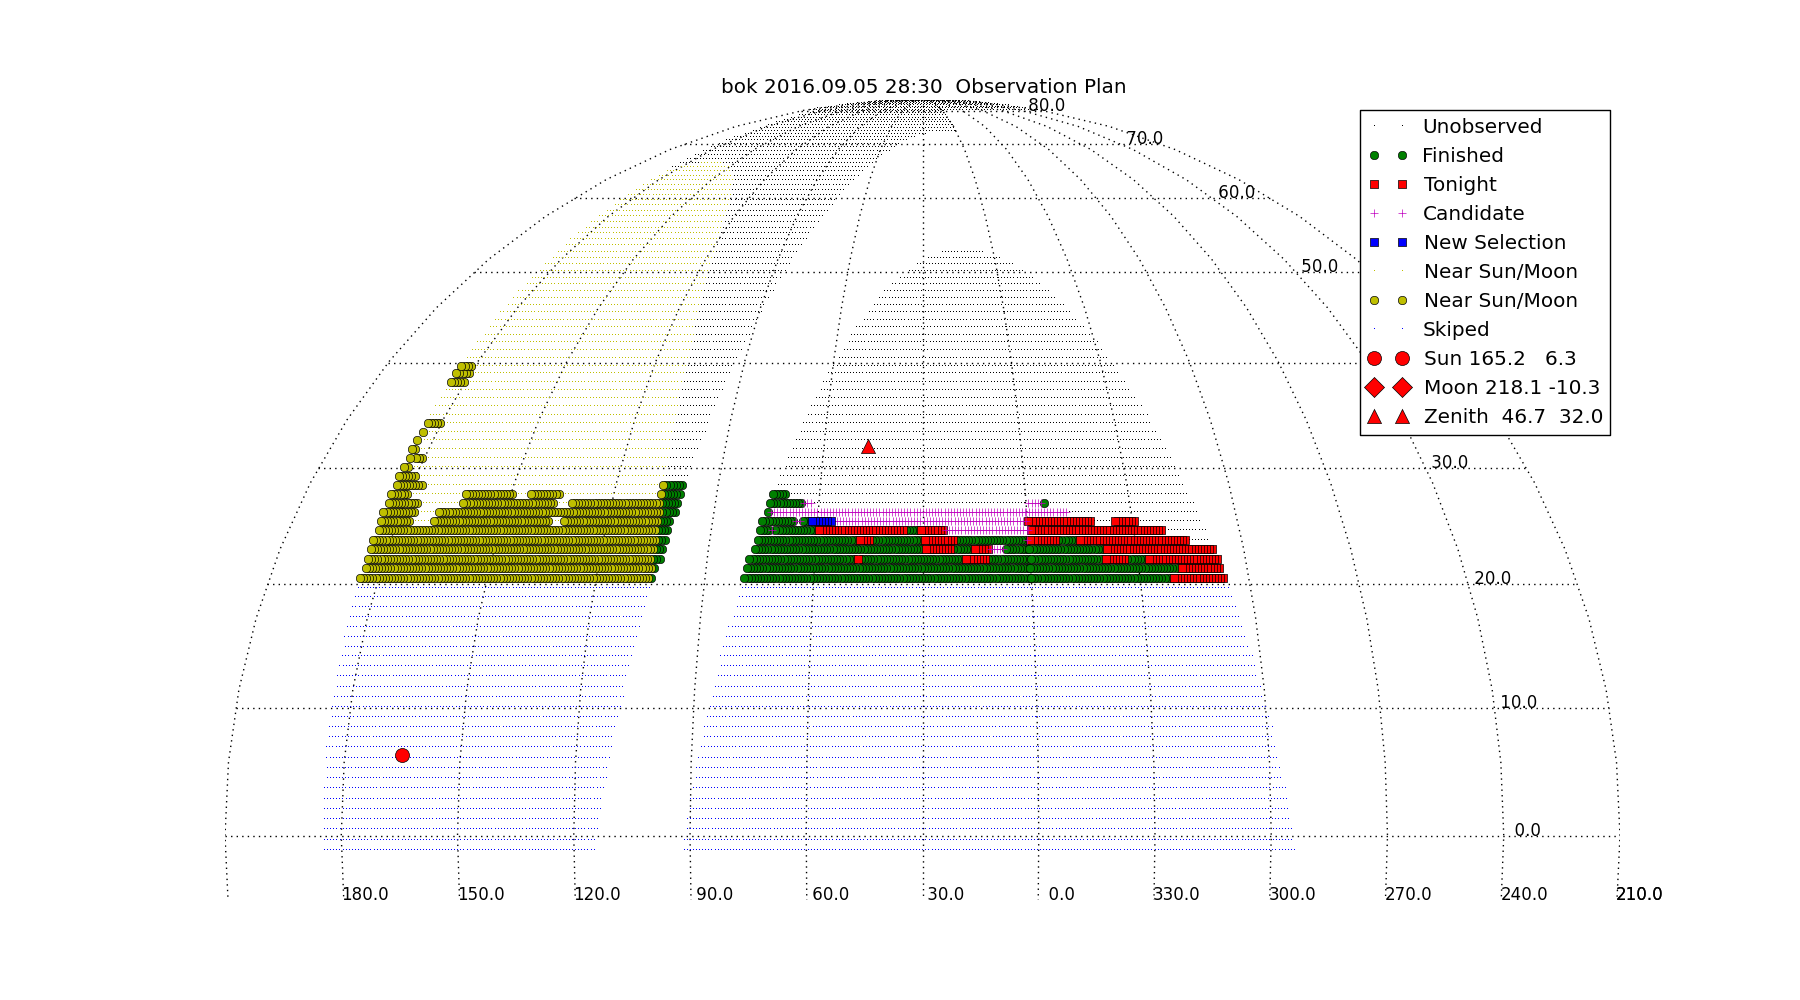 bok 2016.09.05 28:30  Observation Plan
80.0
70.0
60.0
50.0
30.0
20.0
10.0
0.0
180.0 150.0 120.0 90.0 60.0 30.0 0.0 330.0 300.0 270.0 240.0 210.0
Unobserved
Finished
Tonight
Candidate
New Selection
Near Sun/Moon
Near Sun/Moon
Skiped
Sun 165.2   6.3
Moon 218.1 -10.3
Zenith  46.7  32.0